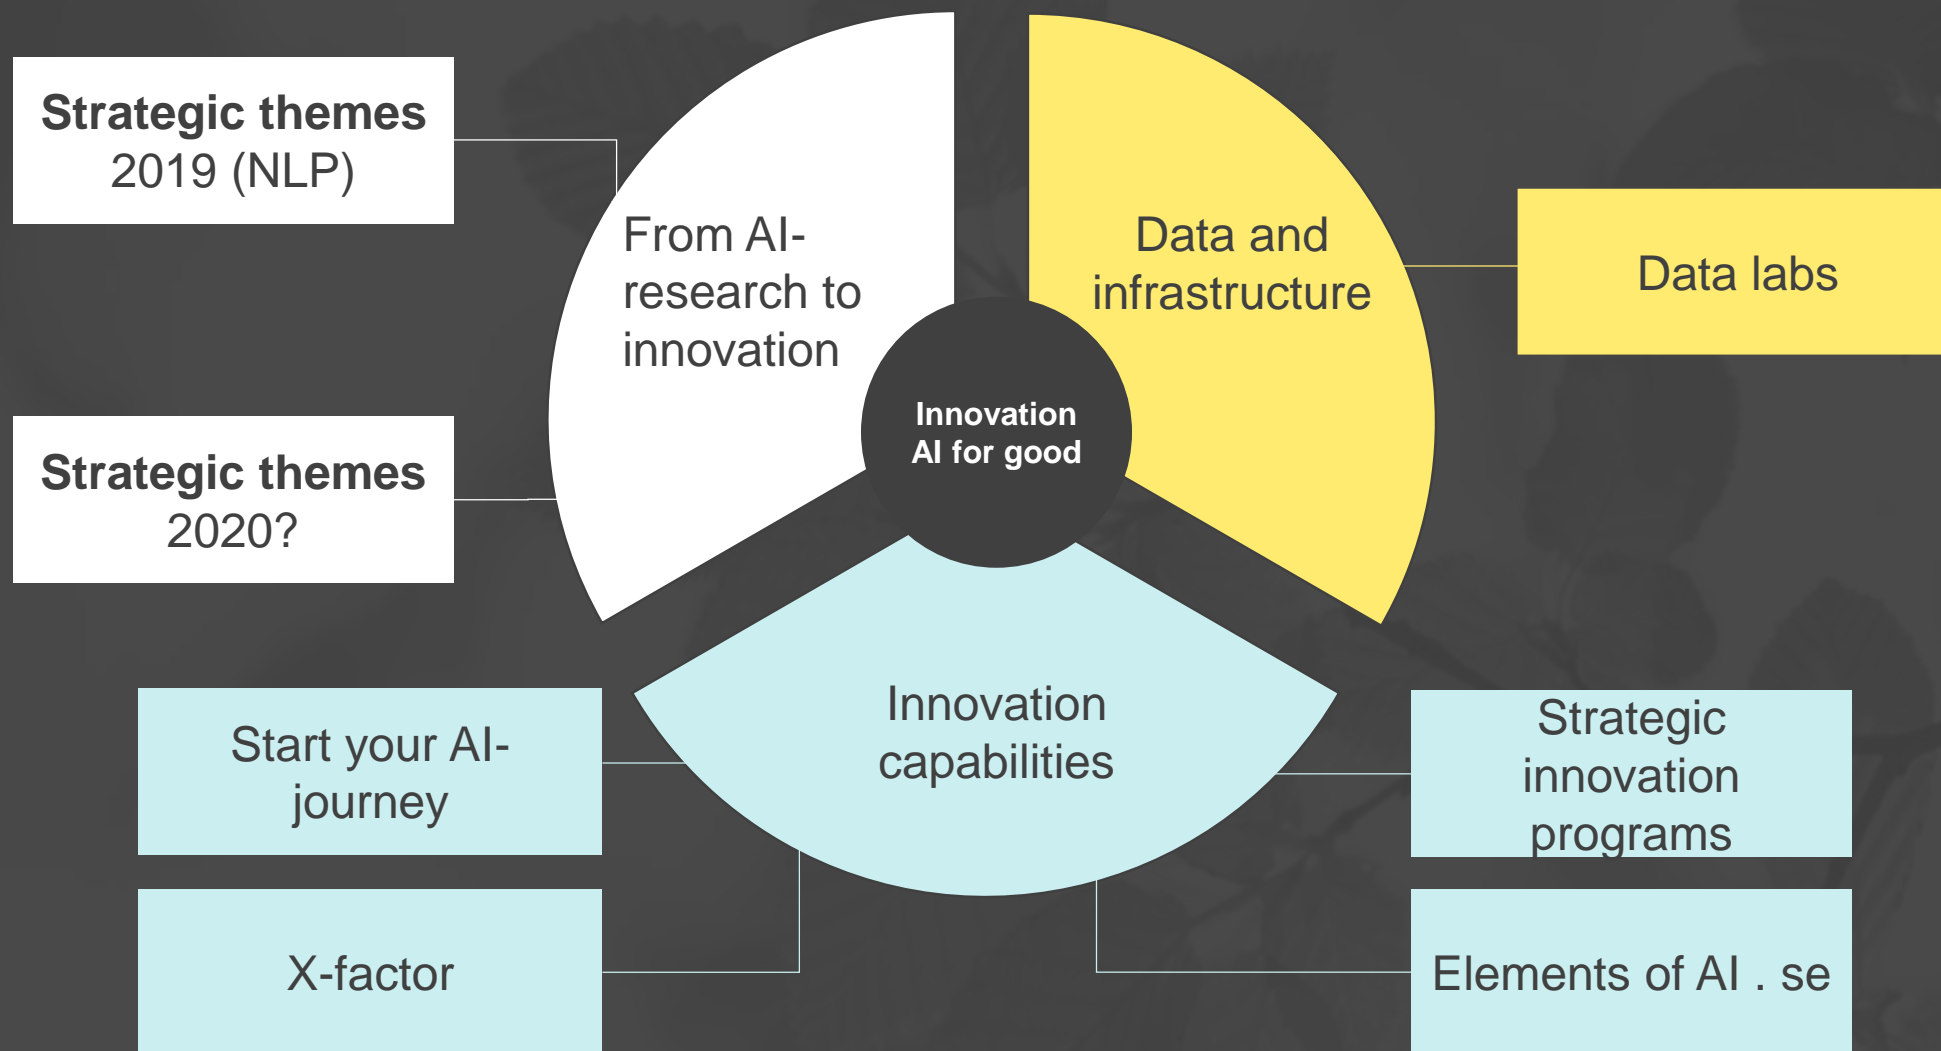 Strategic themes
2019 (NLP)
From AI-
research to
innovation
Data and
infrastructure
Data labs
Innovation
AI for good
Strategic themes
2020?
Innovation
capabilities
Start your AI-
journey
Strategic
innovation
programs
X-factor
Elements of AI . se